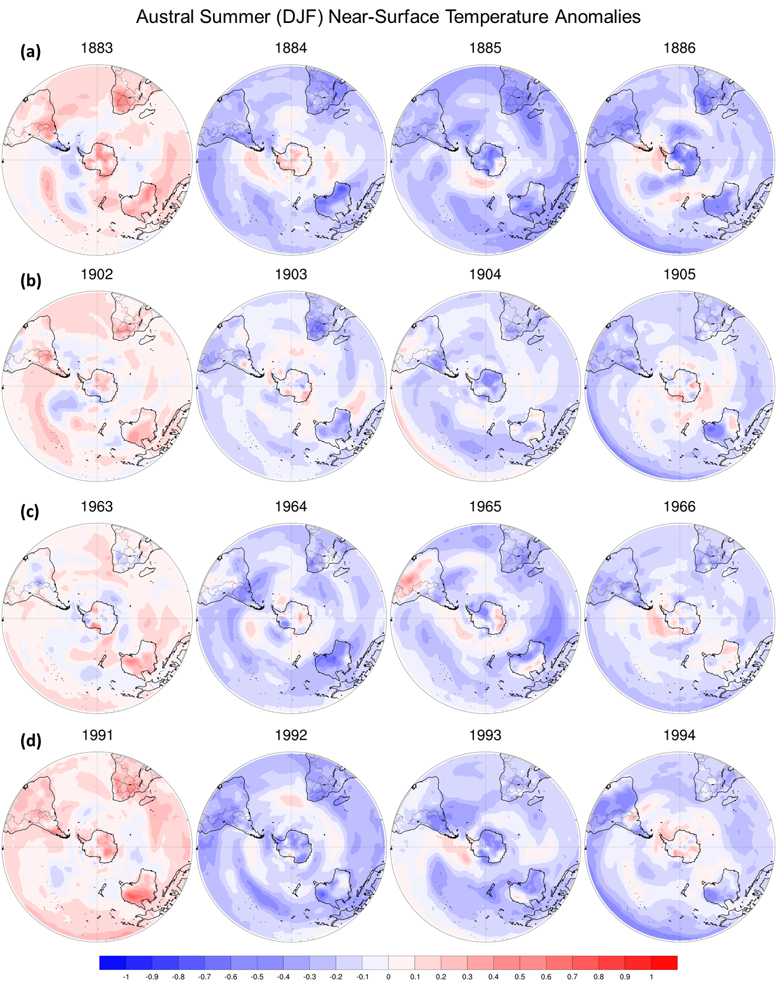 Austral Summer (DJF) Near-Surface Temperature Anomalies
(a) 1883 1884 1885 1886
(b) 1902 1903 1904 1905
(c) 1963 1964 1965 1966
(d) 1991 1992 1993 1994
-1 -0.9 -0.8 -0.7 -0.6 -0.5 -0.4 -0.3 -0.2 -0.1 0 0.1 0.2 0.3 0.4 0.5 0.6 0.7 0.8 0.9 1